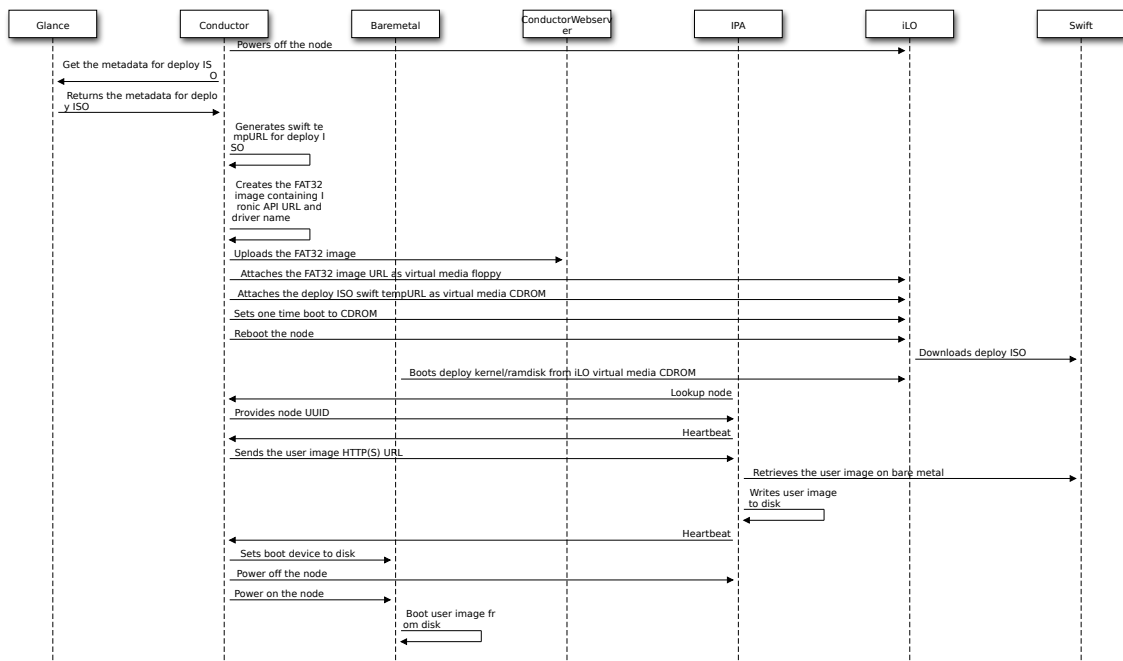 Glance
Conductor
Baremetal
ConductorWebserv
er
IPA
iLO
Swift
Powers off the node
Get the metadata for deploy IS
O
Returns the metadata for deplo
y ISO
Generates swift te
mpURL for deploy I
SO
Creates the FAT32
image containing I
ronic API URL and
driver name
Uploads the FAT32 image
Attaches the FAT32 image URL as virtual media floppy
Attaches the deploy ISO swift tempURL as virtual media CDROM
Sets one time boot to CDROM
Reboot the node
Downloads deploy ISO
Boots deploy kernel/ramdisk from iLO virtual media CDROM
Lookup node
Provides node UUID
Heartbeat
Sends the user image HTTP(S) URL
Retrieves the user image on bare metal
Writes user image
to disk
Heartbeat
Sets boot device to disk
Power off the node
Power on the node
Boot user image fr
om disk